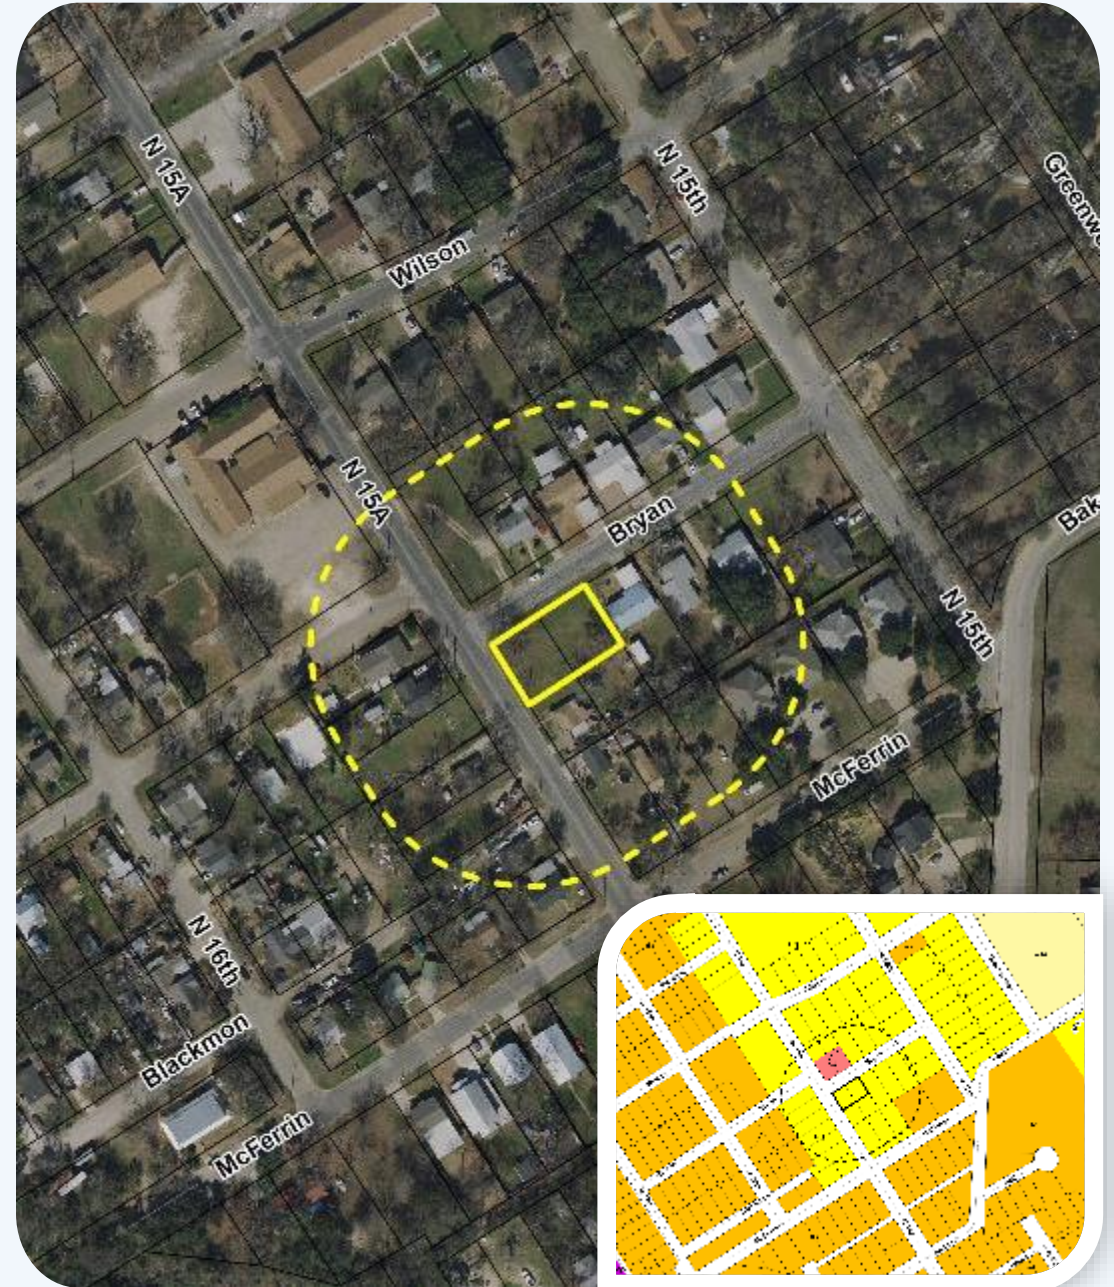 N 15A
N 15th
Greenw
Wilson
N 15A
Bryan
Bak
N 15th
McFerrin
N 16th
Blackmon
McFerrin